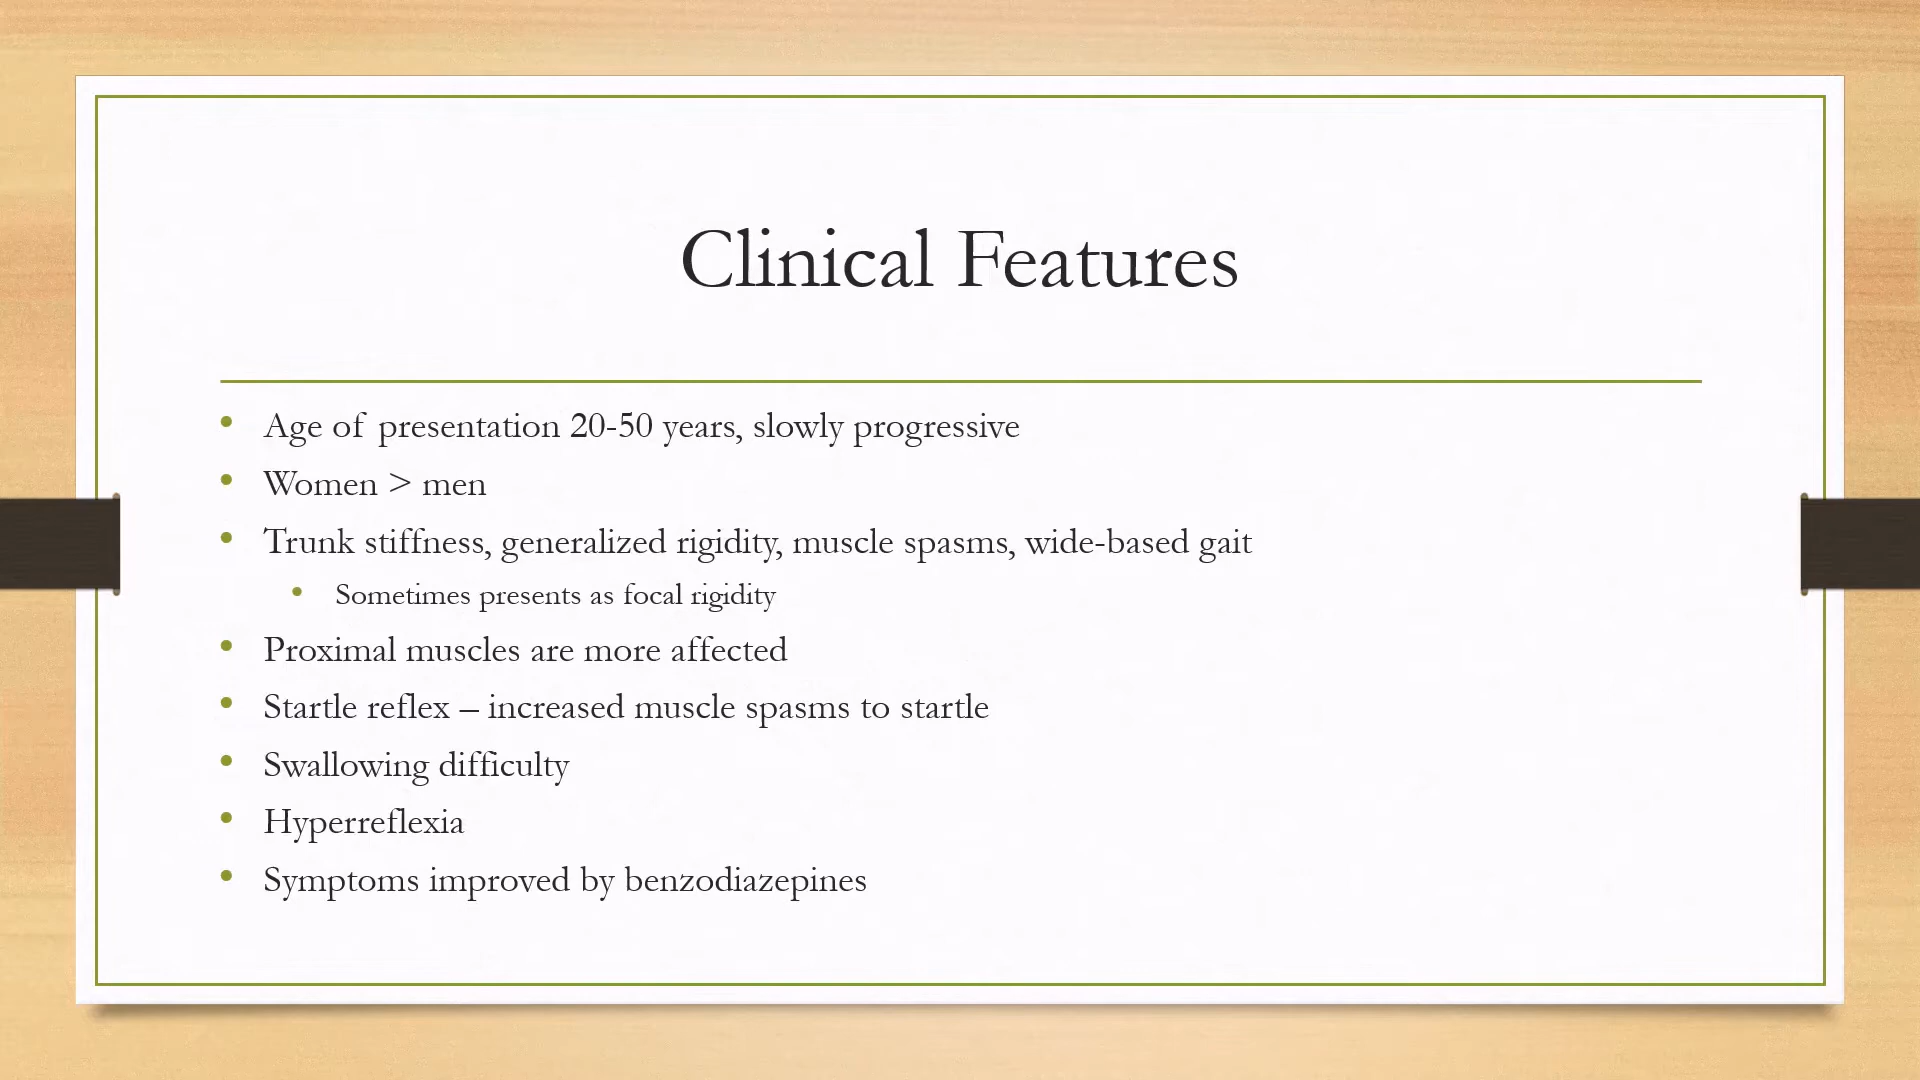 Clinical Features
• Age of presentation 20-50 years, slowly progressive
• Women > men
• Trunk stiffness, generalized rigidity, muscle spasms, wide-based gait
• Sometimes presents as focal rigidity
• Proximal muscles are more affected
• Startle reflex – increased muscle spasms to startle
• Swallowing difficulty
• Hyperreflexia
• Symptoms improved by benzodiazepines